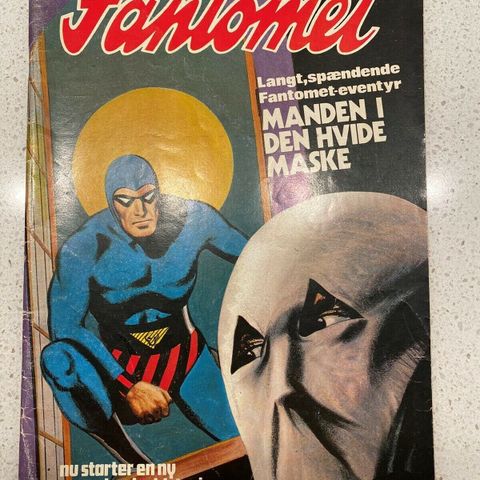 Fantomet
Langt, spændende
Fantomet-eventyr
MANDEN I
DEN HVIDE
MASKE
nu starter en ny